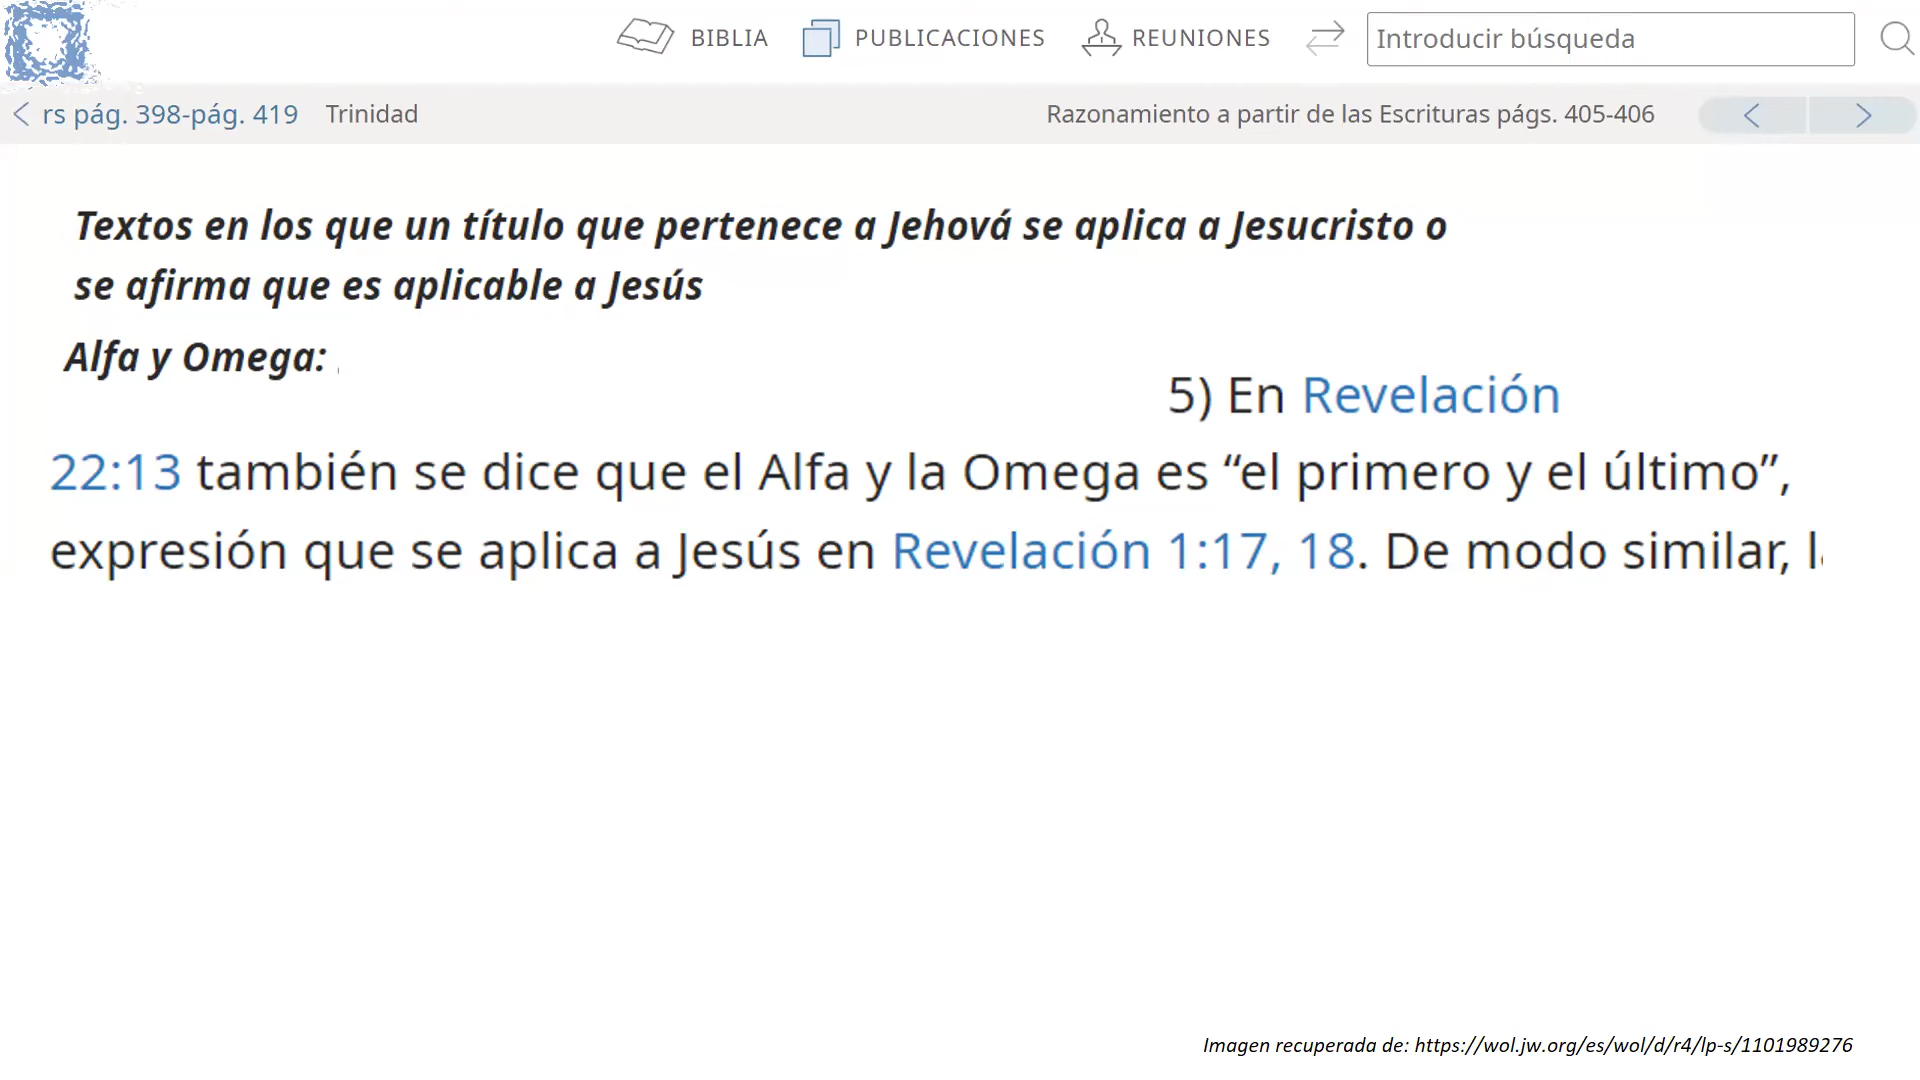 BIBLIA PUBLICACIONES REUNIONES Introducir búsqueda
rs pág. 398-pág. 419 Trinidad Razonamiento a partir de las Escrituras págs. 405-406
Textos en los que un título que pertenece a Jehová se aplica a Jesucristo o
se afirma que es aplicable a Jesús
Alfa y Omega:
5) En Revelación
22:13 también se dice que el Alfa y la Omega es “el primero y el último”,
expresión que se aplica a Jesús en Revelación 1:17, 18. De modo similar,
Imagen recuperada de: https://wol.jw.org/es/wol/d/r4/lp-s/1101989276